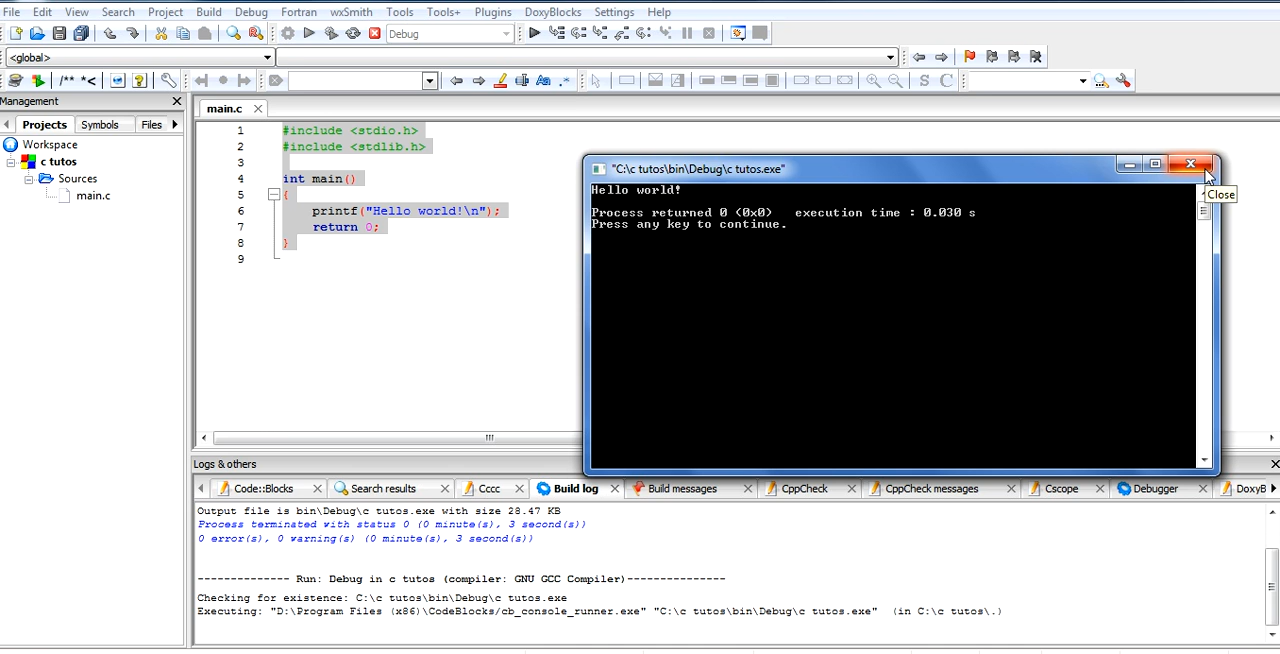 File Edit View Search Project Build Debug Fortran wxSmith Tools Tools+ Plugins DoxyBlocks Settings Help
Debug
<global>
/** *< Aa .* S C
Management
Projects Symbols Files
Workspace
c tutos
Sources
main.c
main.c
1 #include <stdio.h>
2 #include <stdlib.h>
3
4 int main()
5 {
6 printf("Hello world!\n");
7 return 0;
8 }
9
"C:\c tutos\bin\Debug\c tutos.exe"
Close
Hello world!
Process returned 0 (0x0) execution time : 0.030 s
Press any key to continue.
Logs & others
Code::Blocks Search results Cccc Build log Build messages CppCheck CppCheck messages Cscope Debugger DoxyB
Output file is bin\Debug\c tutos.exe with size 28.47 KB
Process terminated with status 0 (0 minute(s), 3 second(s))
0 error(s), 0 warning(s) (0 minute(s), 3 second(s))
-------------- Run: Debug in c tutos (compiler: GNU GCC Compiler)---------------
Checking for existence: C:\c tutos\bin\Debug\c tutos.exe
Executing: "D:\Program Files (x86)\CodeBlocks/cb_console_runner.exe" "C:\c tutos\bin\Debug\c tutos.exe" (in C:\c tutos\.)